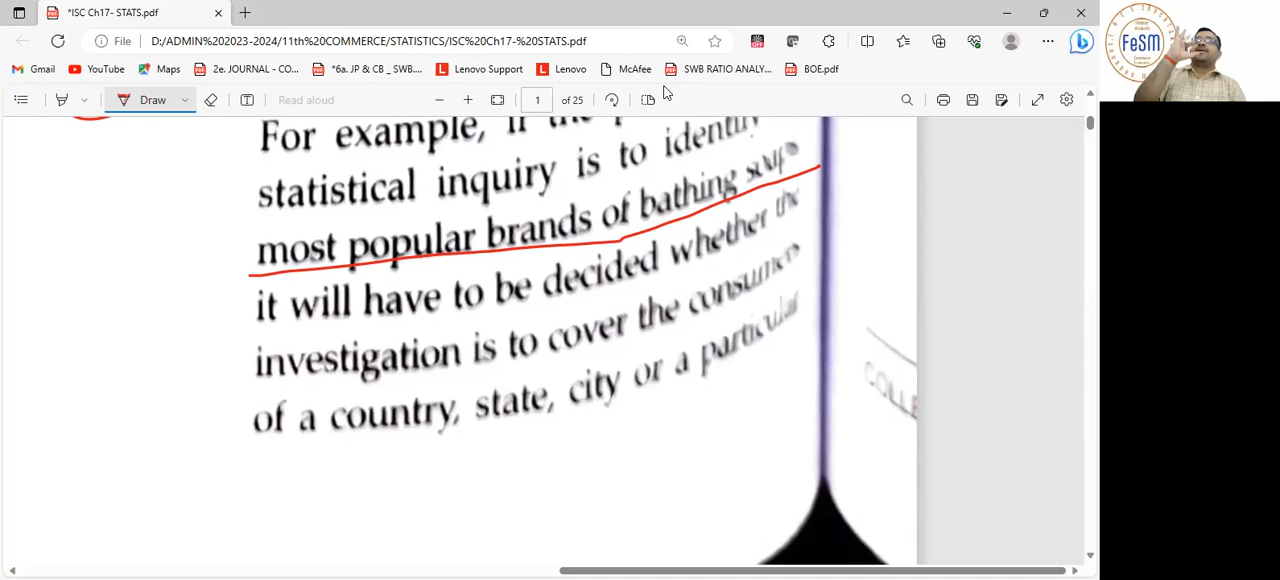 *ISC Ch17- STATS.pdf
File D:/ADMIN%202023-2024/11th%20COMMERCE/STATISTICS/ISC%20Ch17-%20STATS.pdf
Gmail YouTube Maps 2e. JOURNAL - CO... *6a. JP & CB _ SWB.... Lenovo Support Lenovo McAfee SWB RATIO ANALY... BOE.pdf
Draw Read aloud 1 of 25
For example, if the
statistical inquiry is to identify
most popular brands of bathing soaps
it will have to be decided whether the
investigation is to cover the consumers
of a country, state, city or a particular
COLLE
FeSM